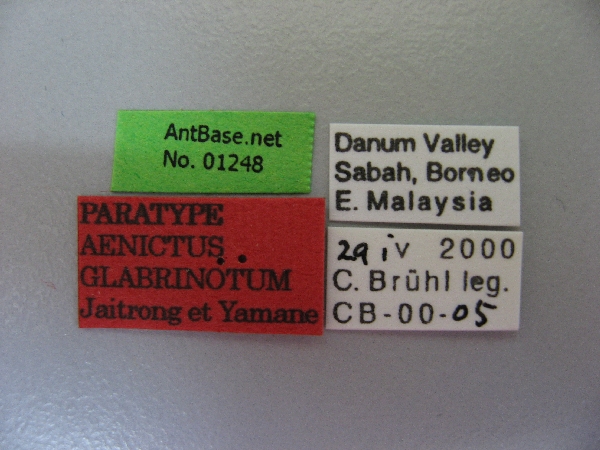 AntBase.net
No. 01248
PARATYPE
AENICTUS
GLABRINOTUM
Jaitrong et Yamane
Danum Valley
Sabah, Borneo
E. Malaysia
29 iv 2000
C. Brühl leg.
CB-00-05